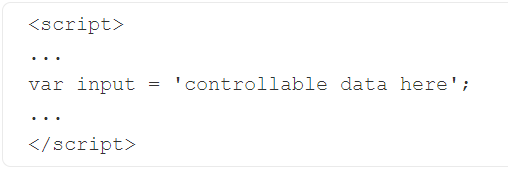 <script>
...
var input = 'controllable data here';
...
</script>